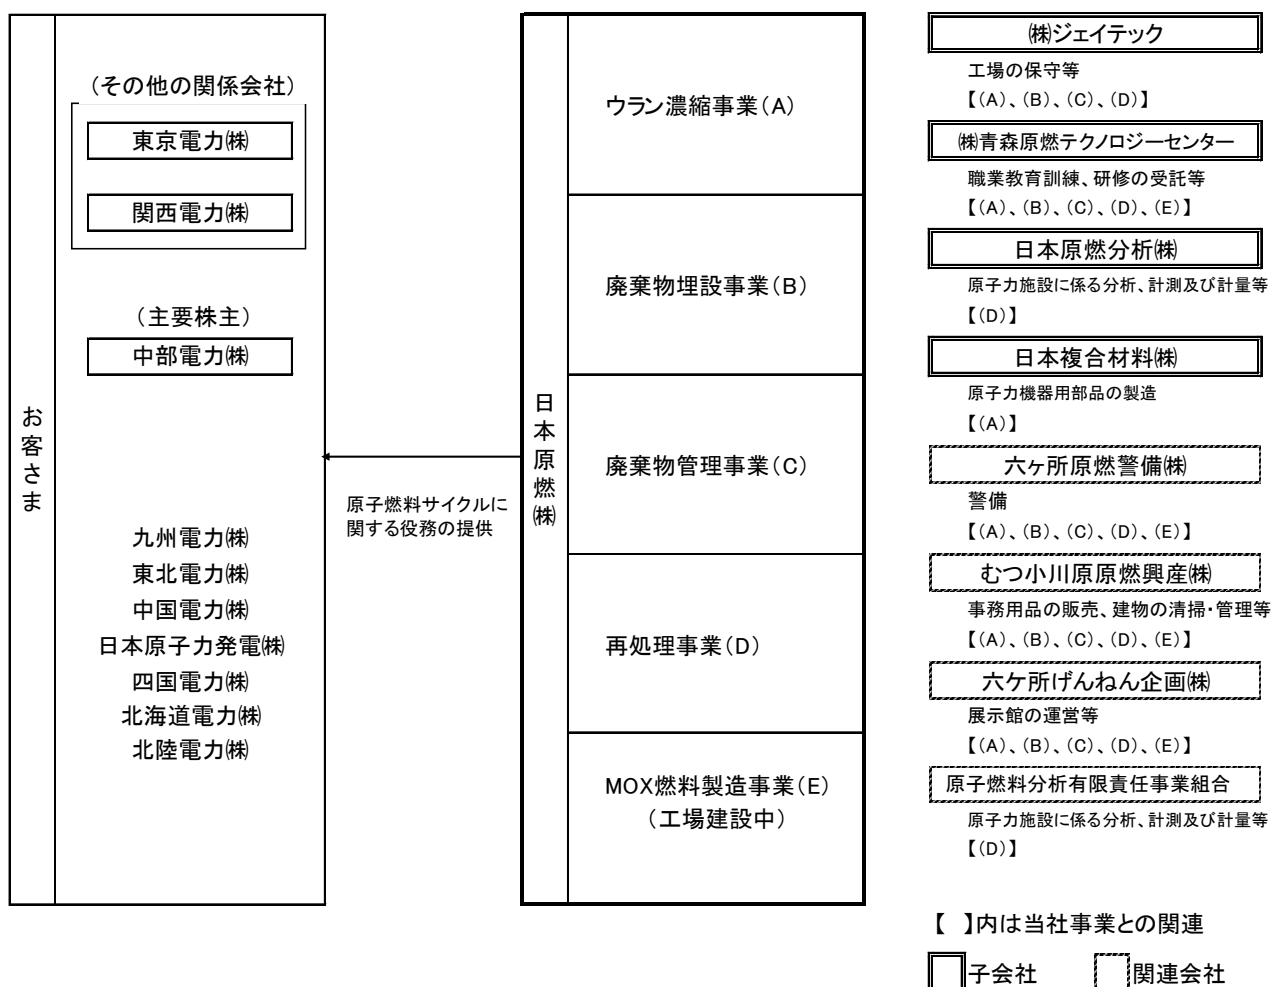 お客さま
（その他の関係会社）
東京電力㈱
関西電力㈱
（主要株主）
中部電力㈱
九州電力㈱
東北電力㈱
中国電力㈱
日本原子力発電㈱
四国電力㈱
北海道電力㈱
北陸電力㈱
原子燃料サイクルに
関する役務の提供
日本原燃㈱
ウラン濃縮事業（A）
廃棄物埋設事業（B）
廃棄物管理事業（C）
再処理事業（D）
MOX燃料製造事業（E）
（工場建設中）
㈱ジェイテック
工場の保守等
【（A）、（B）、（C）、（D）】
㈱青森原燃テクノロジーセンター
職業教育訓練、研修の受託等
【（A）、（B）、（C）、（D）、（E）】
日本原燃分析㈱
原子力施設に係る分析、計測及び計量等
【（D）】
日本複合材料㈱
原子力機器用部品の製造
【（A）】
六ヶ所原燃警備㈱
警備
【（A）、（B）、（C）、（D）、（E）】
むつ小川原原燃興産㈱
事務用品の販売、建物の清掃・管理等
【（A）、（B）、（C）、（D）、（E）】
六ケ所げんねん企画㈱
展示館の運営等
【（A）、（B）、（C）、（D）、（E）】
原子燃料分析有限責任事業組合
原子力施設に係る分析、計測及び計量等
【（D）】
【　】内は当社事業との関連
子会社
関連会社